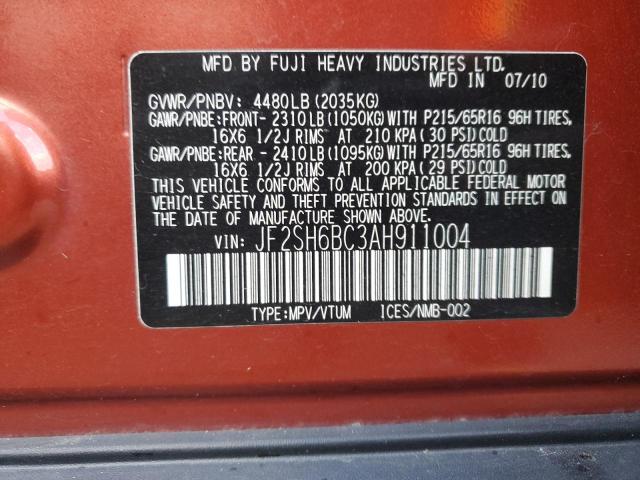 MFD BY FUJI HEAVY INDUSTRIES LTD.
MFD IN 07/10
GVWR/PNBV: 4480LB(2035KG)
GAWR/PNBE:FRONT- 2310LB(1050KG)WITH P215/65R16 96H TIRES,
16X6 1/2J RIMS AT 210 KPA(30 PSI)COLD
GAWR/PNBE:REAR - 2410LB(1095KG)WITH P215/65R16 96H TIRES,
16X6 1/2J RIMS AT 200 KPA(29 PSI)COLD
THIS VEHICLE CONFORMS TO ALL APPLICABLE FEDERAL MOTOR
VEHICLE SAFETY AND THEFT PREVENTION STANDARDS IN EFFECT
ON THE DATE OF MANUFACTURE SHOWN ABOVE.
VIN: JF2SH6BC3AH911004
TYPE:MPV/VTUM ICES/NMB-002